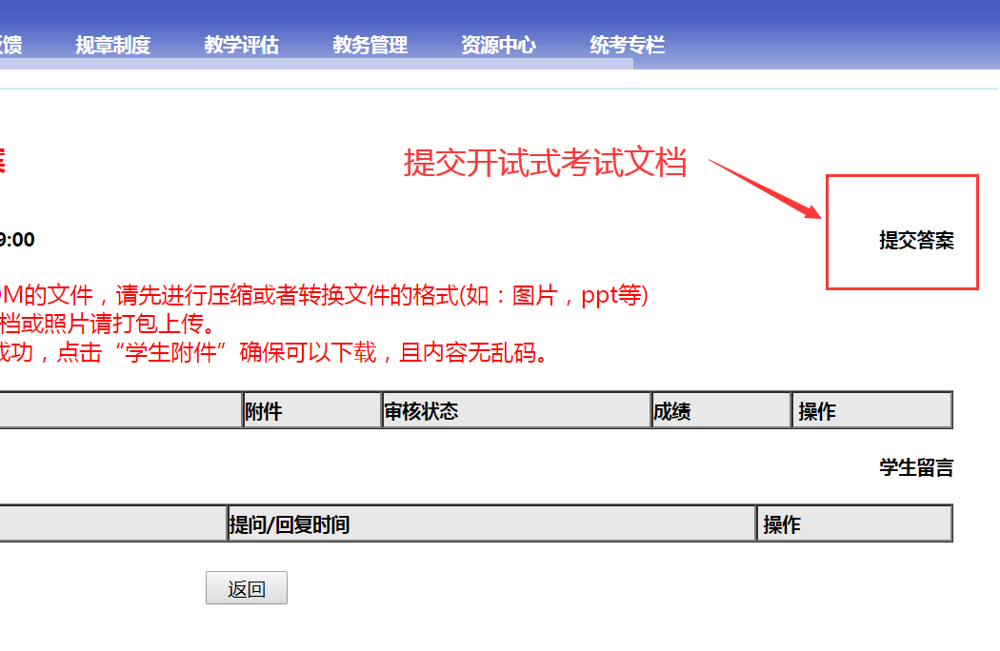 馈 规章制度 教学评估 教务管理 资源中心 统考专栏
提交开试式考试文档
9:00 提交答案
M的文件，请先进行压缩或者转换文件的格式(如：图片，ppt等)
档或照片请打包上传。
成功，点击“学生附件”确保可以下载，且内容无乱码。
附件 审核状态 成绩 操作
学生留言
提问/回复时间 操作
返回